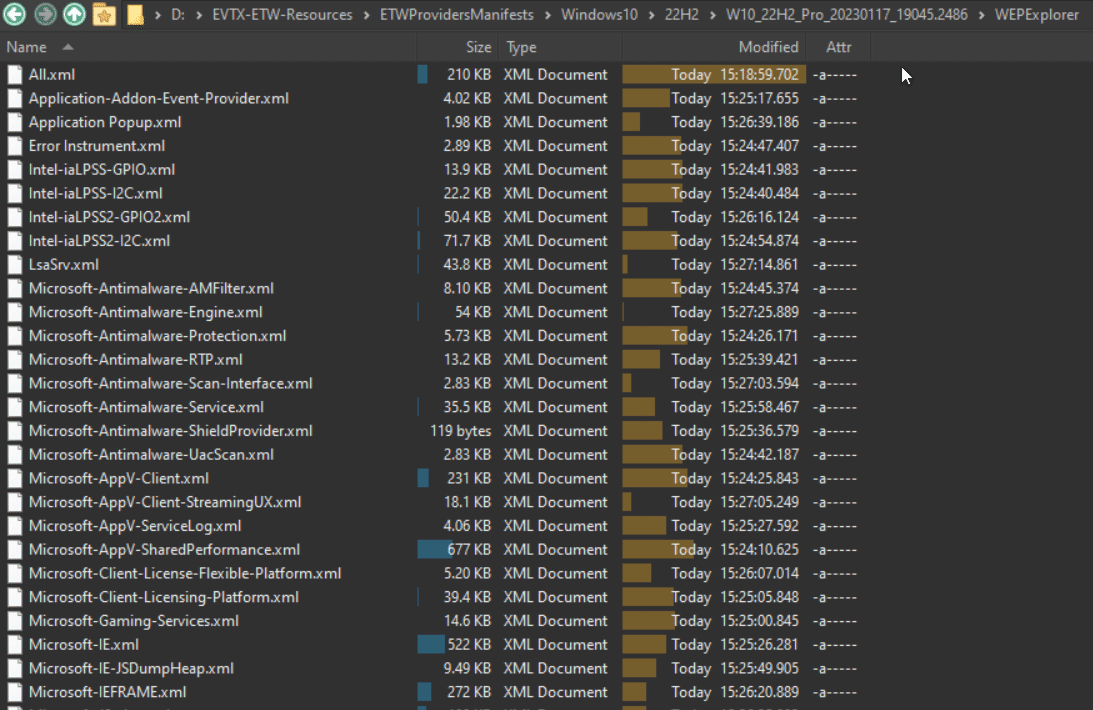 D: › EVTX-ETW-Resources › ETWProvidersManifests › Windows10 › 22H2 › W10_22H2_Pro_20230117_19045.2486 › WEPExplorer
Name Size Type Modified Attr
All.xml 210 KB XML Document Today 15:18:59.702 -a-----
Application-Addon-Event-Provider.xml 4.02 KB XML Document Today 15:25:17.655 -a-----
Application Popup.xml 1.98 KB XML Document Today 15:26:39.186 -a-----
Error Instrument.xml 2.89 KB XML Document Today 15:24:47.407 -a-----
Intel-iaLPSS-GPIO.xml 13.9 KB XML Document Today 15:24:41.983 -a-----
Intel-iaLPSS-I2C.xml 22.2 KB XML Document Today 15:24:40.484 -a-----
Intel-iaLPSS2-GPIO2.xml 50.4 KB XML Document Today 15:26:16.124 -a-----
Intel-iaLPSS2-I2C.xml 71.7 KB XML Document Today 15:24:54.874 -a-----
LsaSrv.xml 43.8 KB XML Document Today 15:27:14.861 -a-----
Microsoft-Antimalware-AMFilter.xml 8.10 KB XML Document Today 15:24:45.374 -a-----
Microsoft-Antimalware-Engine.xml 54 KB XML Document Today 15:27:25.889 -a-----
Microsoft-Antimalware-Protection.xml 5.73 KB XML Document Today 15:24:26.171 -a-----
Microsoft-Antimalware-RTP.xml 13.2 KB XML Document Today 15:25:39.421 -a-----
Microsoft-Antimalware-Scan-Interface.xml 2.83 KB XML Document Today 15:27:03.594 -a-----
Microsoft-Antimalware-Service.xml 35.5 KB XML Document Today 15:25:58.467 -a-----
Microsoft-Antimalware-ShieldProvider.xml 119 bytes XML Document Today 15:25:36.579 -a-----
Microsoft-Antimalware-UacScan.xml 2.83 KB XML Document Today 15:24:42.187 -a-----
Microsoft-AppV-Client.xml 231 KB XML Document Today 15:24:25.843 -a-----
Microsoft-AppV-Client-StreamingUX.xml 18.1 KB XML Document Today 15:27:05.249 -a-----
Microsoft-AppV-ServiceLog.xml 4.06 KB XML Document Today 15:25:27.592 -a-----
Microsoft-AppV-SharedPerformance.xml 677 KB XML Document Today 15:24:10.625 -a-----
Microsoft-Client-License-Flexible-Platform.xml 5.20 KB XML Document Today 15:26:07.014 -a-----
Microsoft-Client-Licensing-Platform.xml 39.4 KB XML Document Today 15:25:05.848 -a-----
Microsoft-Gaming-Services.xml 14.6 KB XML Document Today 15:25:00.845 -a-----
Microsoft-IE.xml 522 KB XML Document Today 15:25:26.281 -a-----
Microsoft-IE-JSDumpHeap.xml 9.49 KB XML Document Today 15:25:49.905 -a-----
Microsoft-IEFRAME.xml 272 KB XML Document Today 15:26:20.889 -a-----